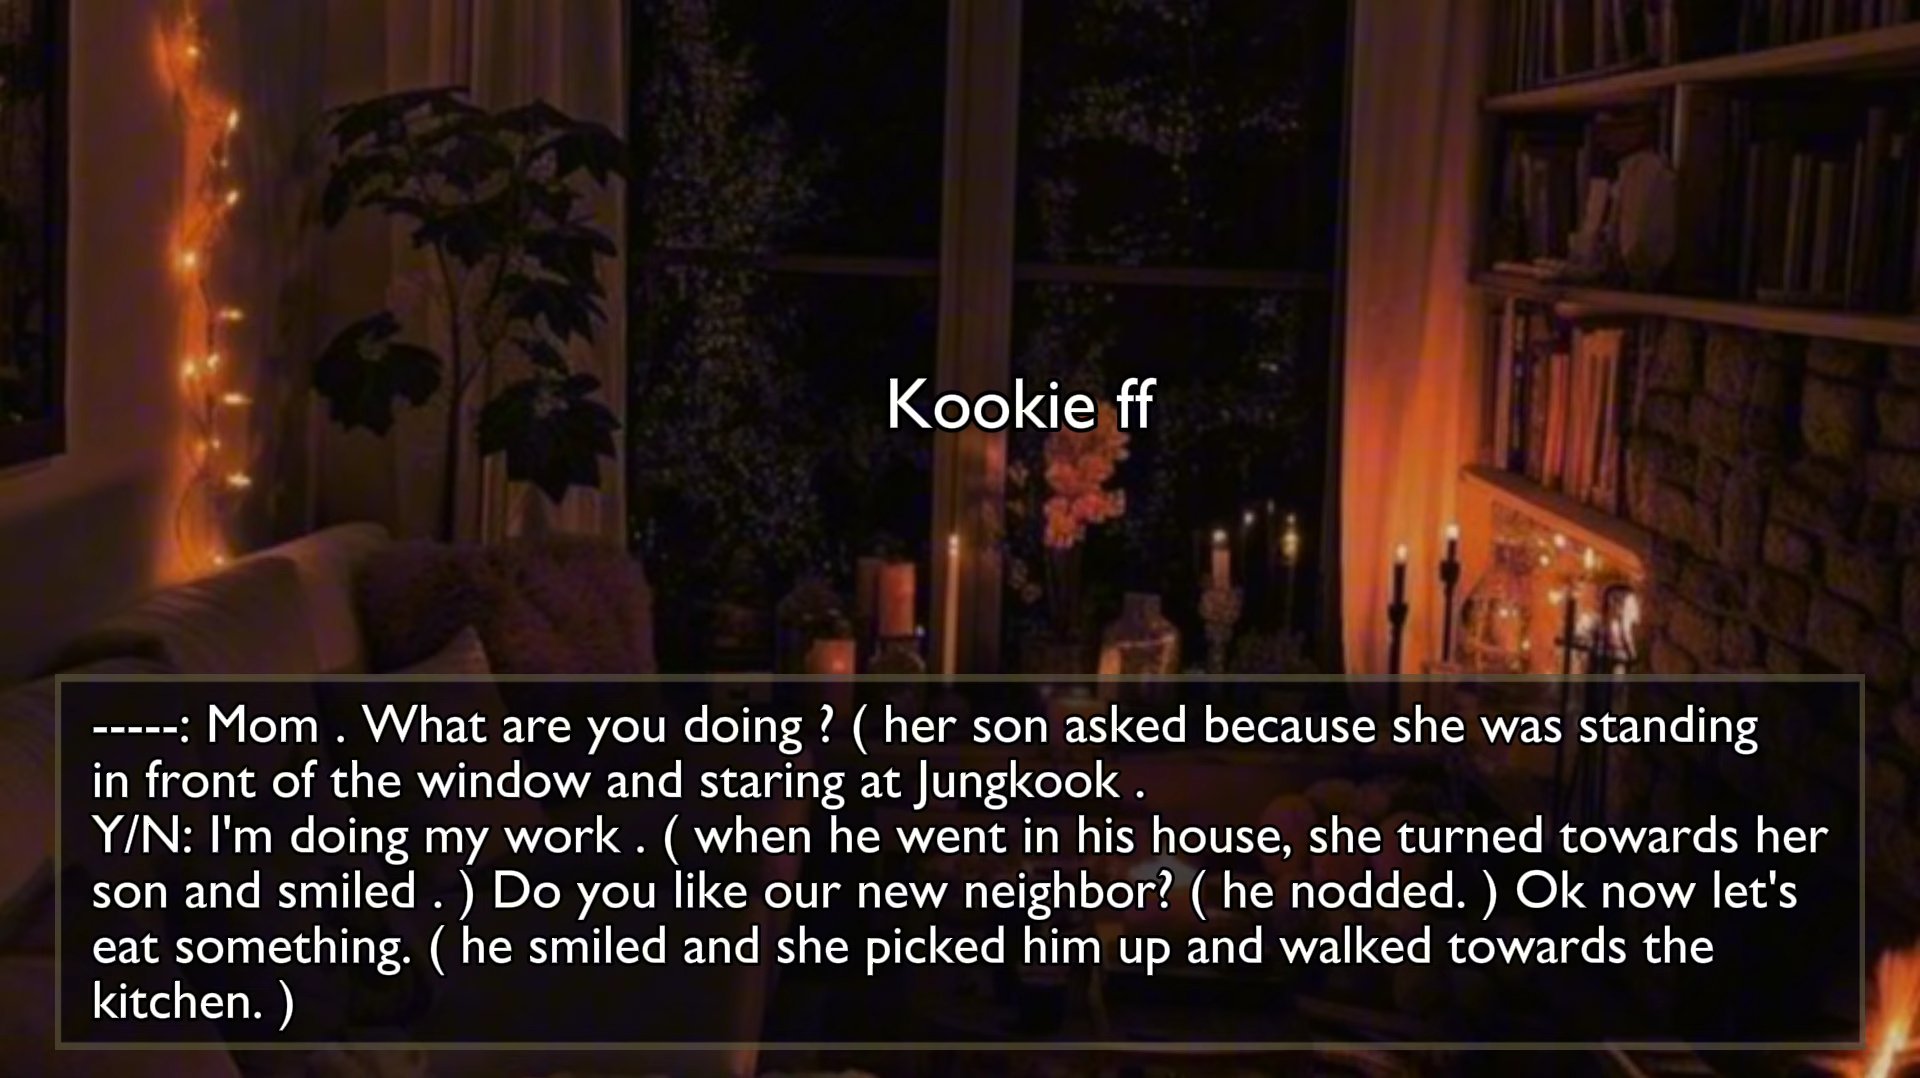 Kookie ff
-----: Mom . What are you doing ? ( her son asked because she was standing
in front of the window and staring at Jungkook .
Y/N: I'm doing my work . ( when he went in his house, she turned towards her
son and smiled . ) Do you like our new neighbor? ( he nodded. ) Ok now let's
eat something. ( he smiled and she picked him up and walked towards the
kitchen. )